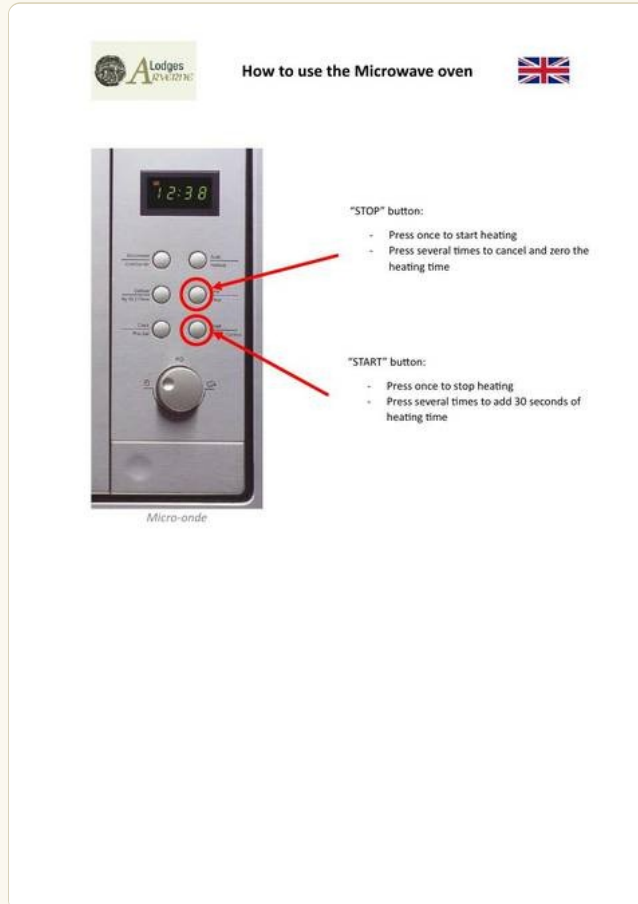 Lodges
ARVERNE
How to use the Microwave oven
12:38
"STOP" button:
- Press once to start heating
- Press several times to cancel and zero the
heating time
"START" button:
- Press once to stop heating
- Press several times to add 30 seconds of
heating time
Micro-onde